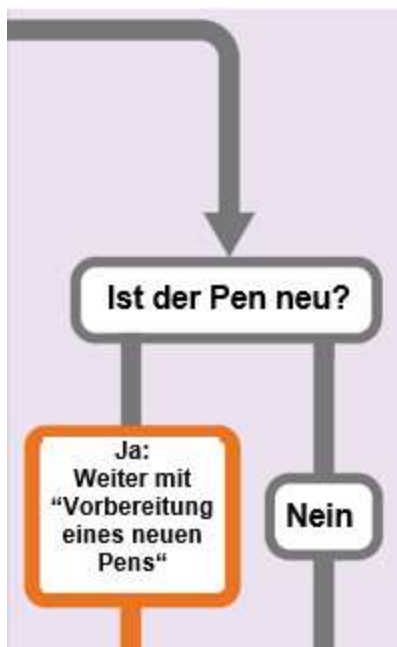 Ist der Pen neu?
Ja:
Weiter mit
“Vorbereitung
eines neuen
Pens“
Nein